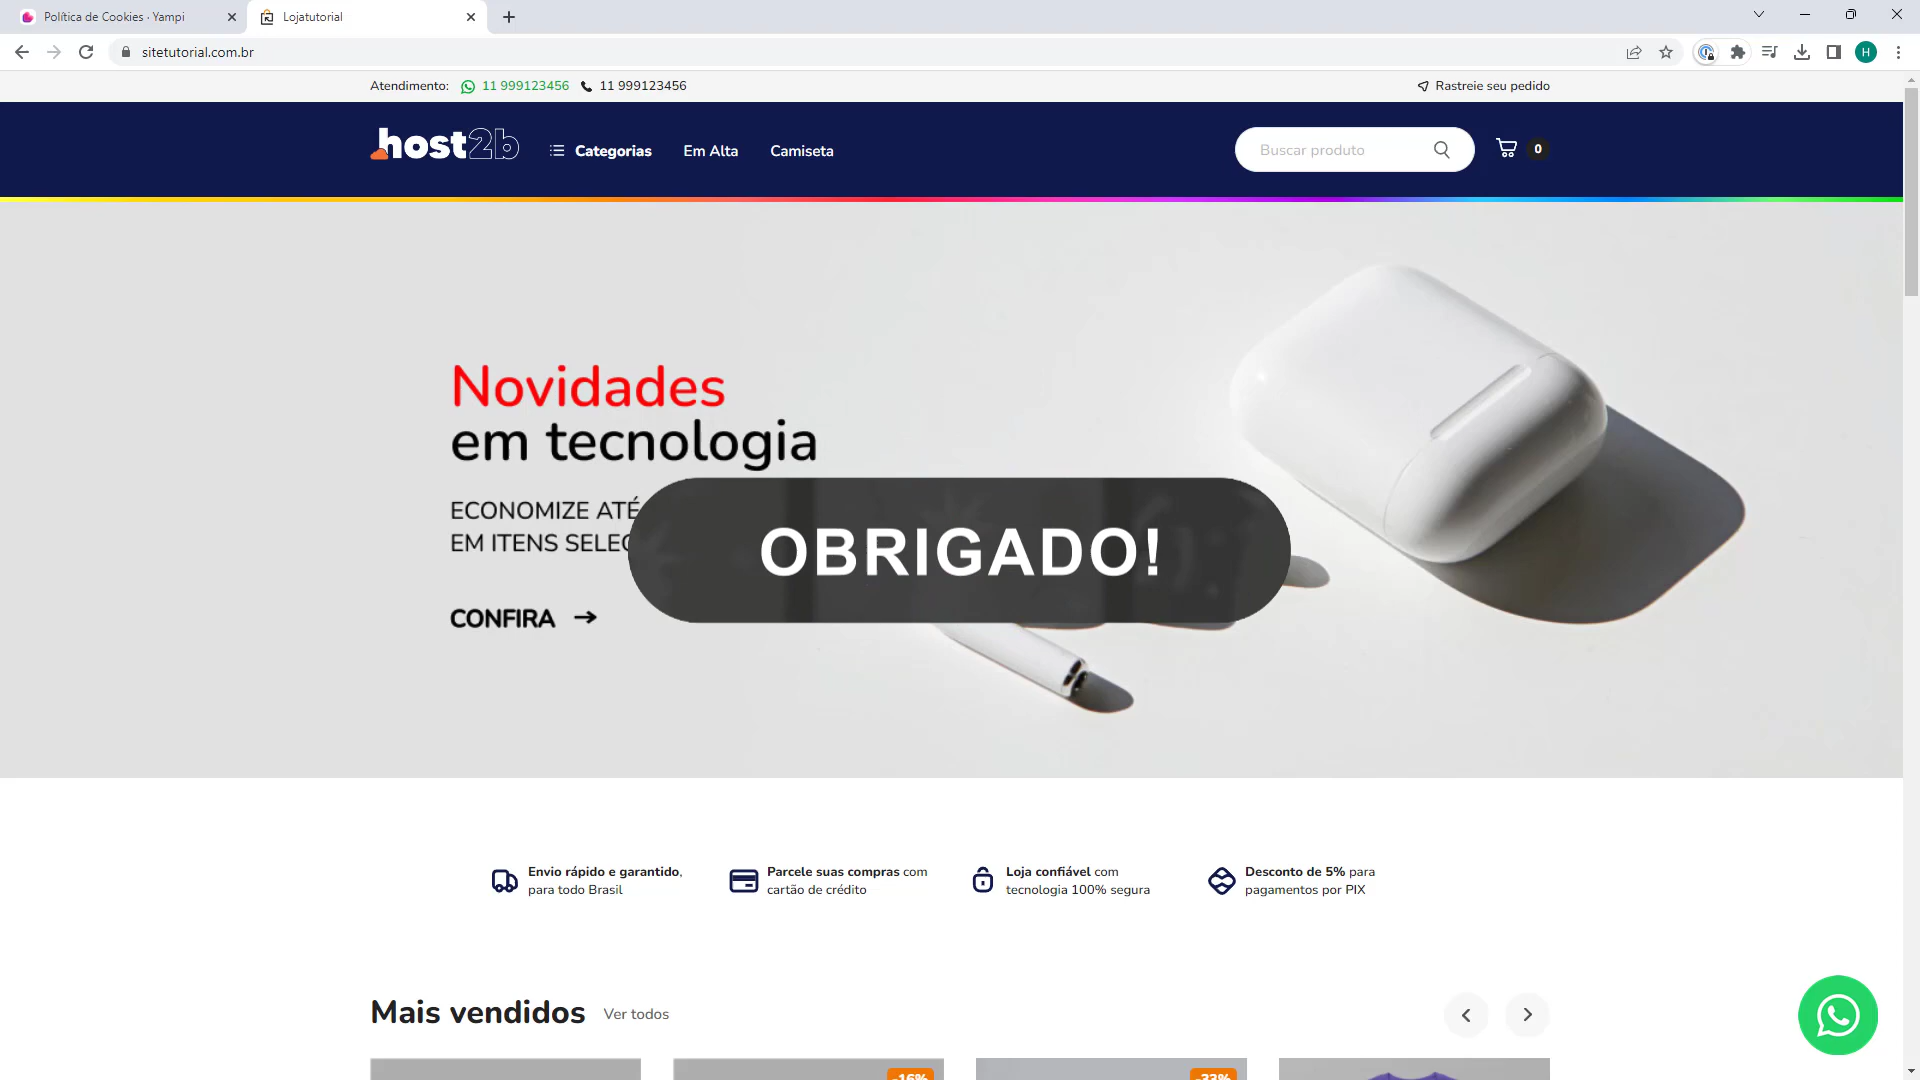 Política de Cookies · Yampi
Lojatutorial
sitetutorial.com.br
H
Atendimento: 11 999123456 11 999123456
Rastreie seu pedido
host2b
Categorias
Em Alta
Camiseta
Buscar produto
0
Novidades
em tecnologia
ECONOMIZE ATÉ
EM ITENS
OBRIGADO!
CONFIRA →
Envio rápido e garantido,
para todo Brasil
Parcele suas compras com
cartão de crédito
Loja confiável com
tecnologia 100% segura
Desconto de 5% para
pagamentos por PIX
Mais vendidos
Ver todos
-16%
-33%